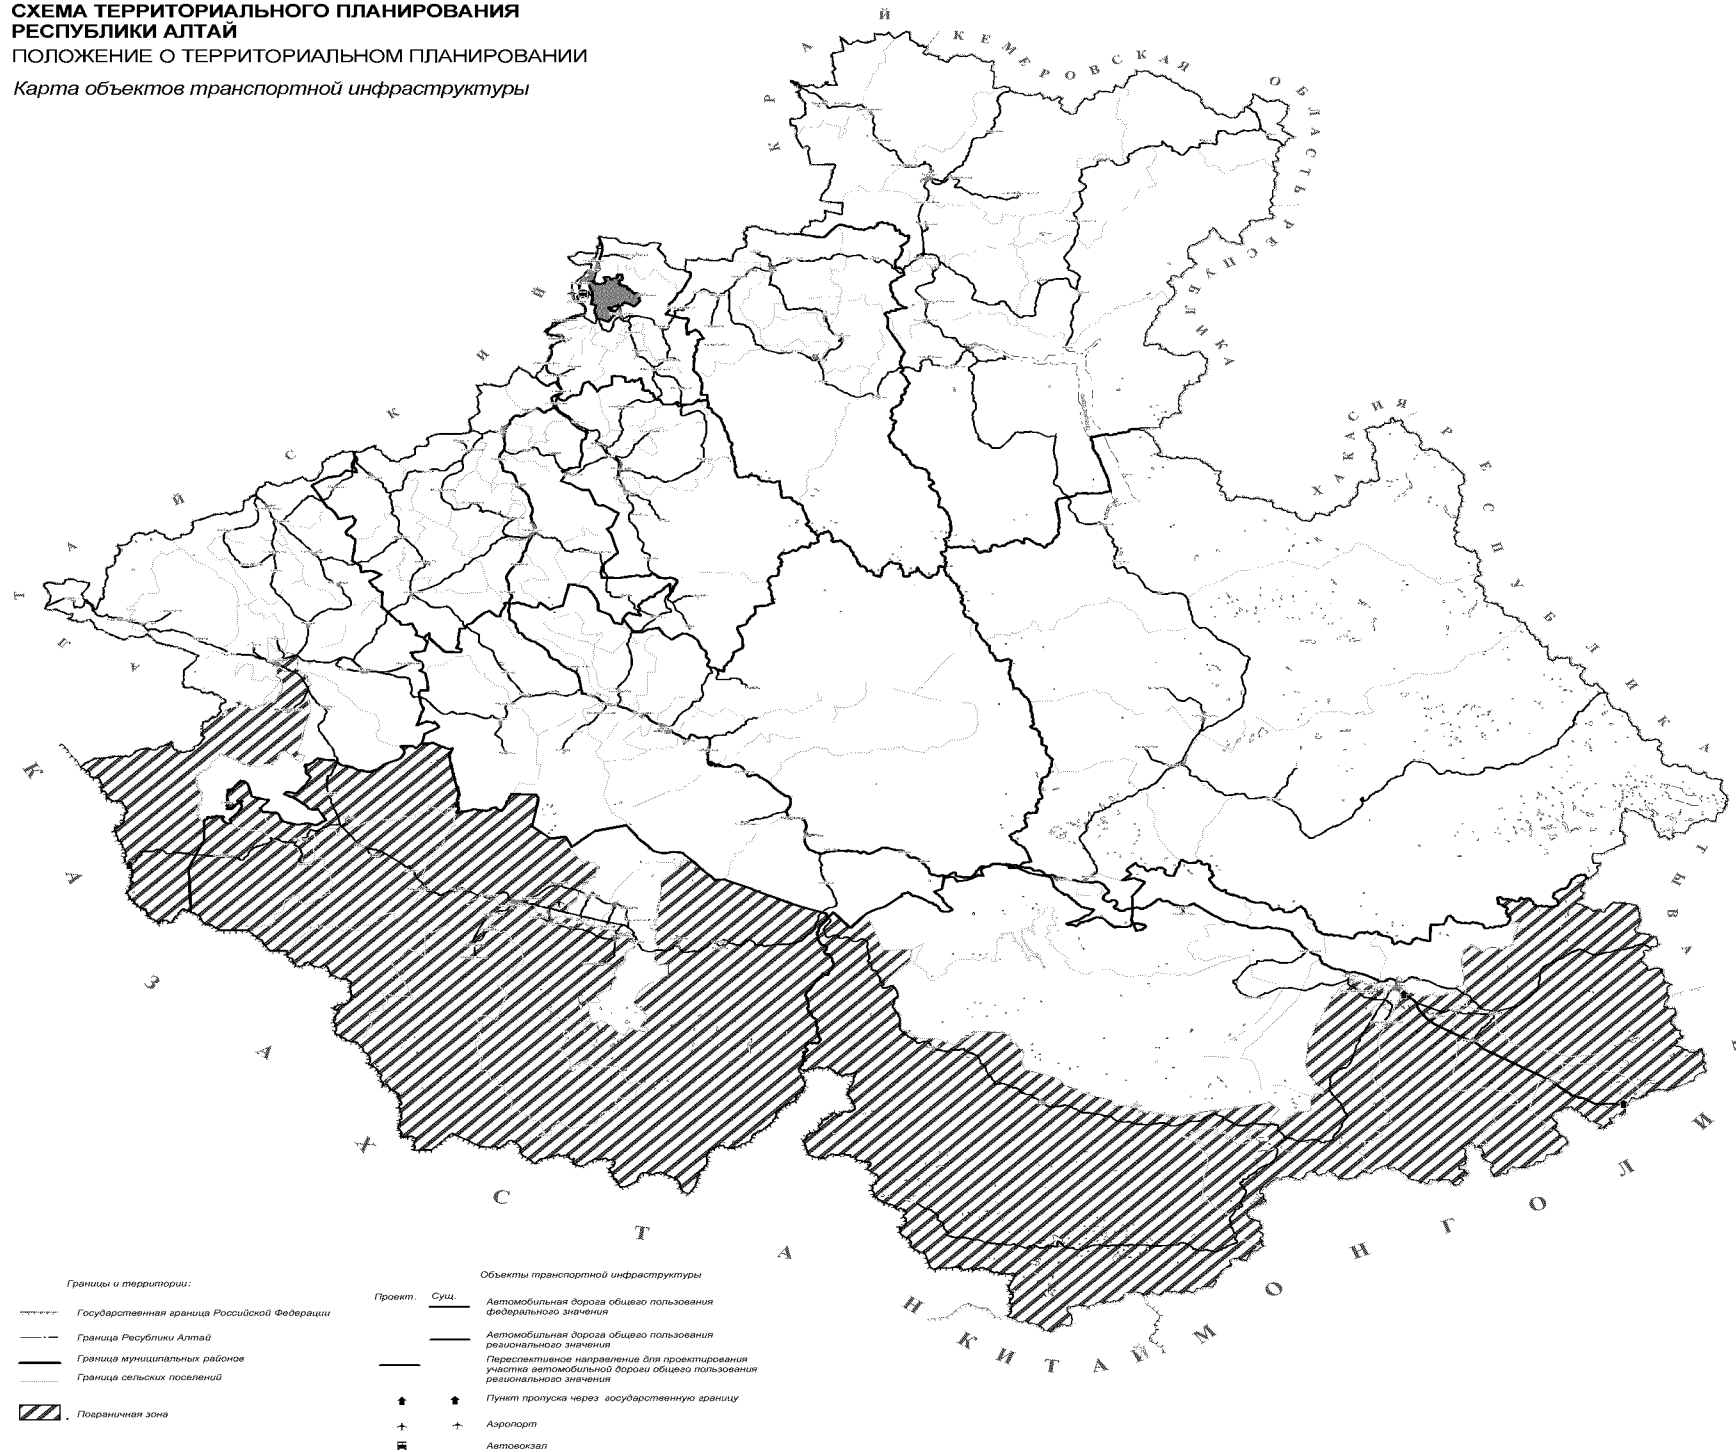 СХЕМА ТЕРРИТОРИАЛЬНОГО ПЛАНИРОВАНИЯ
РЕСПУБЛИКИ АЛТАЙ
ПОЛОЖЕНИЕ О ТЕРРИТОРИАЛЬНОМ ПЛАНИРОВАНИИ
Карта объектов транспортной инфраструктуры
АЛТАЙСКИЙ КРАЙ
КЕМЕРОВСКАЯ ОБЛАСТЬ
РЕСПУБЛИКА
ХАКАСИЯ
РЕСПУБЛИКА
ТЫВА
КАЗАХСТАН
КИТАЙ
МОНГОЛИЯ
Границы и территории:
Государственная граница Российской Федерации
Граница Ресублики Алтай
Граница муниципальных районов
Граница сельских поселений
Пограничная зона
Объекты транспортной инфраструктуры
Проект. Сущ.
Автомобильная дорога общего пользования
федерального значения
Автомобильная дорога общего пользования
регионального значения
Переспективное направление для проектирования
участка автомобильной дороги общего пользования
регионального значения
Пункт пропуска через государственную границу
Аэропорт
Автовокзал